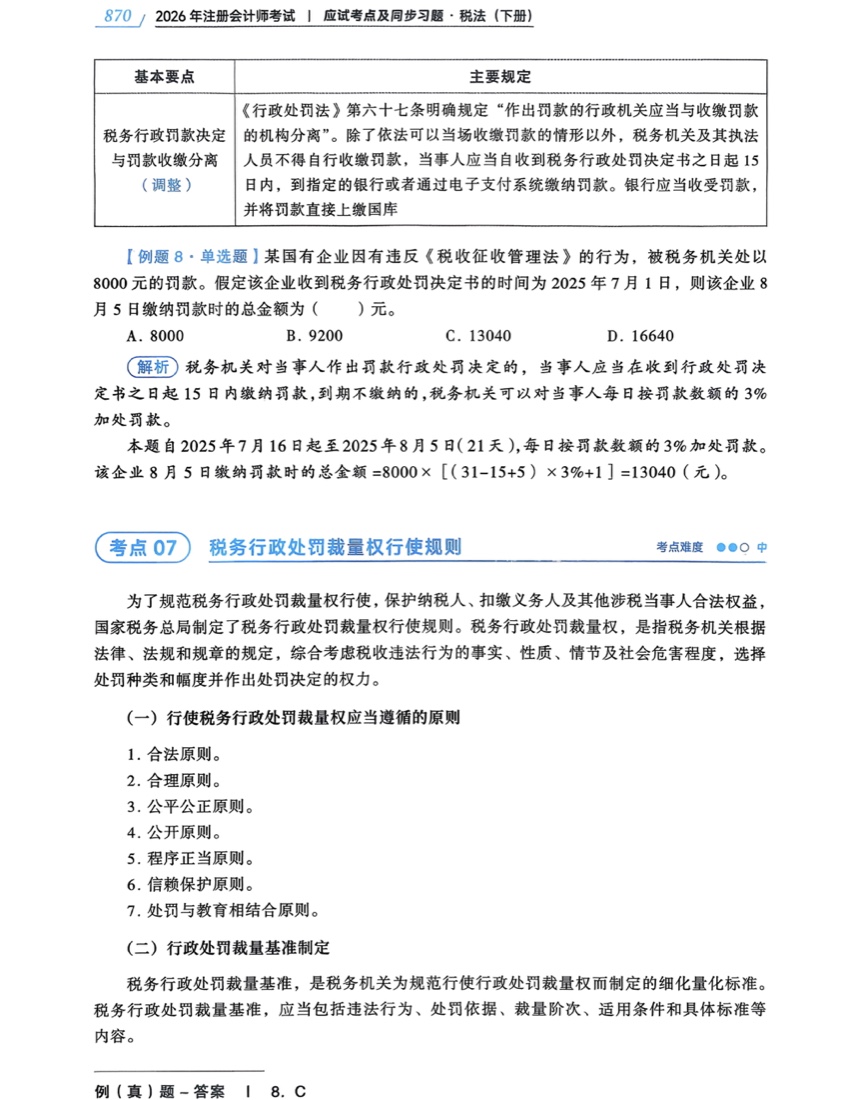 870 / 2026年注册会计师考试 | 应试考点及同步习题·税法（下册）
基本要点 主要规定
税务行政罚款决定
与罚款收缴分离
（调整）
《行政处罚法》第六十七条明确规定“作出罚款的行政机关应当与收缴罚款
的机构分离”。除了依法可以当场收缴罚款的情形以外，税务机关及其执法
人员不得自行收缴罚款，当事人应当自收到税务行政处罚决定书之日起 15
日内，到指定的银行或者通过电子支付系统缴纳罚款。银行应当收受罚款，
并将罚款直接上缴国库
【例题 8·单选题】某国有企业因有违反《税收征收管理法》的行为，被税务机关处以
8000 元的罚款。假定该企业收到税务行政处罚决定书的时间为 2025 年 7 月 1 日，则该企业 8
月 5 日缴纳罚款时的总金额为（　　）元。
A. 8000 B. 9200 C. 13040 D. 16640
解析 税务机关对当事人作出罚款行政处罚决定的，当事人应当在收到行政处罚决
定书之日起 15 日内缴纳罚款，到期不缴纳的，税务机关可以对当事人每日按罚款数额的 3%
加处罚款。
本题自2025年7月16日起至2025年8月5日（21天），每日按罚款数额的3%加处罚款。
该企业 8 月 5 日缴纳罚款时的总金额 =8000×［（31-15+5）×3%+1］=13040（元）。
考点 07 税务行政处罚裁量权行使规则 考点难度 ●●○ 中
为了规范税务行政处罚裁量权行使，保护纳税人、扣缴义务人及其他涉税当事人合法权益，
国家税务总局制定了税务行政处罚裁量权行使规则。税务行政处罚裁量权，是指税务机关根据
法律、法规和规章的规定，综合考虑税收违法行为的事实、性质、情节及社会危害程度，选择
处罚种类和幅度并作出处罚决定的权力。
（一）行使税务行政处罚裁量权应当遵循的原则
1. 合法原则。
2. 合理原则。
3. 公平公正原则。
4. 公开原则。
5. 程序正当原则。
6. 信赖保护原则。
7. 处罚与教育相结合原则。
（二）行政处罚裁量基准制定
税务行政处罚裁量基准，是税务机关为规范行使行政处罚裁量权而制定的细化量化标准。
税务行政处罚裁量基准，应当包括违法行为、处罚依据、裁量阶次、适用条件和具体标准等
内容。
例（真）题－答案 | 8. C